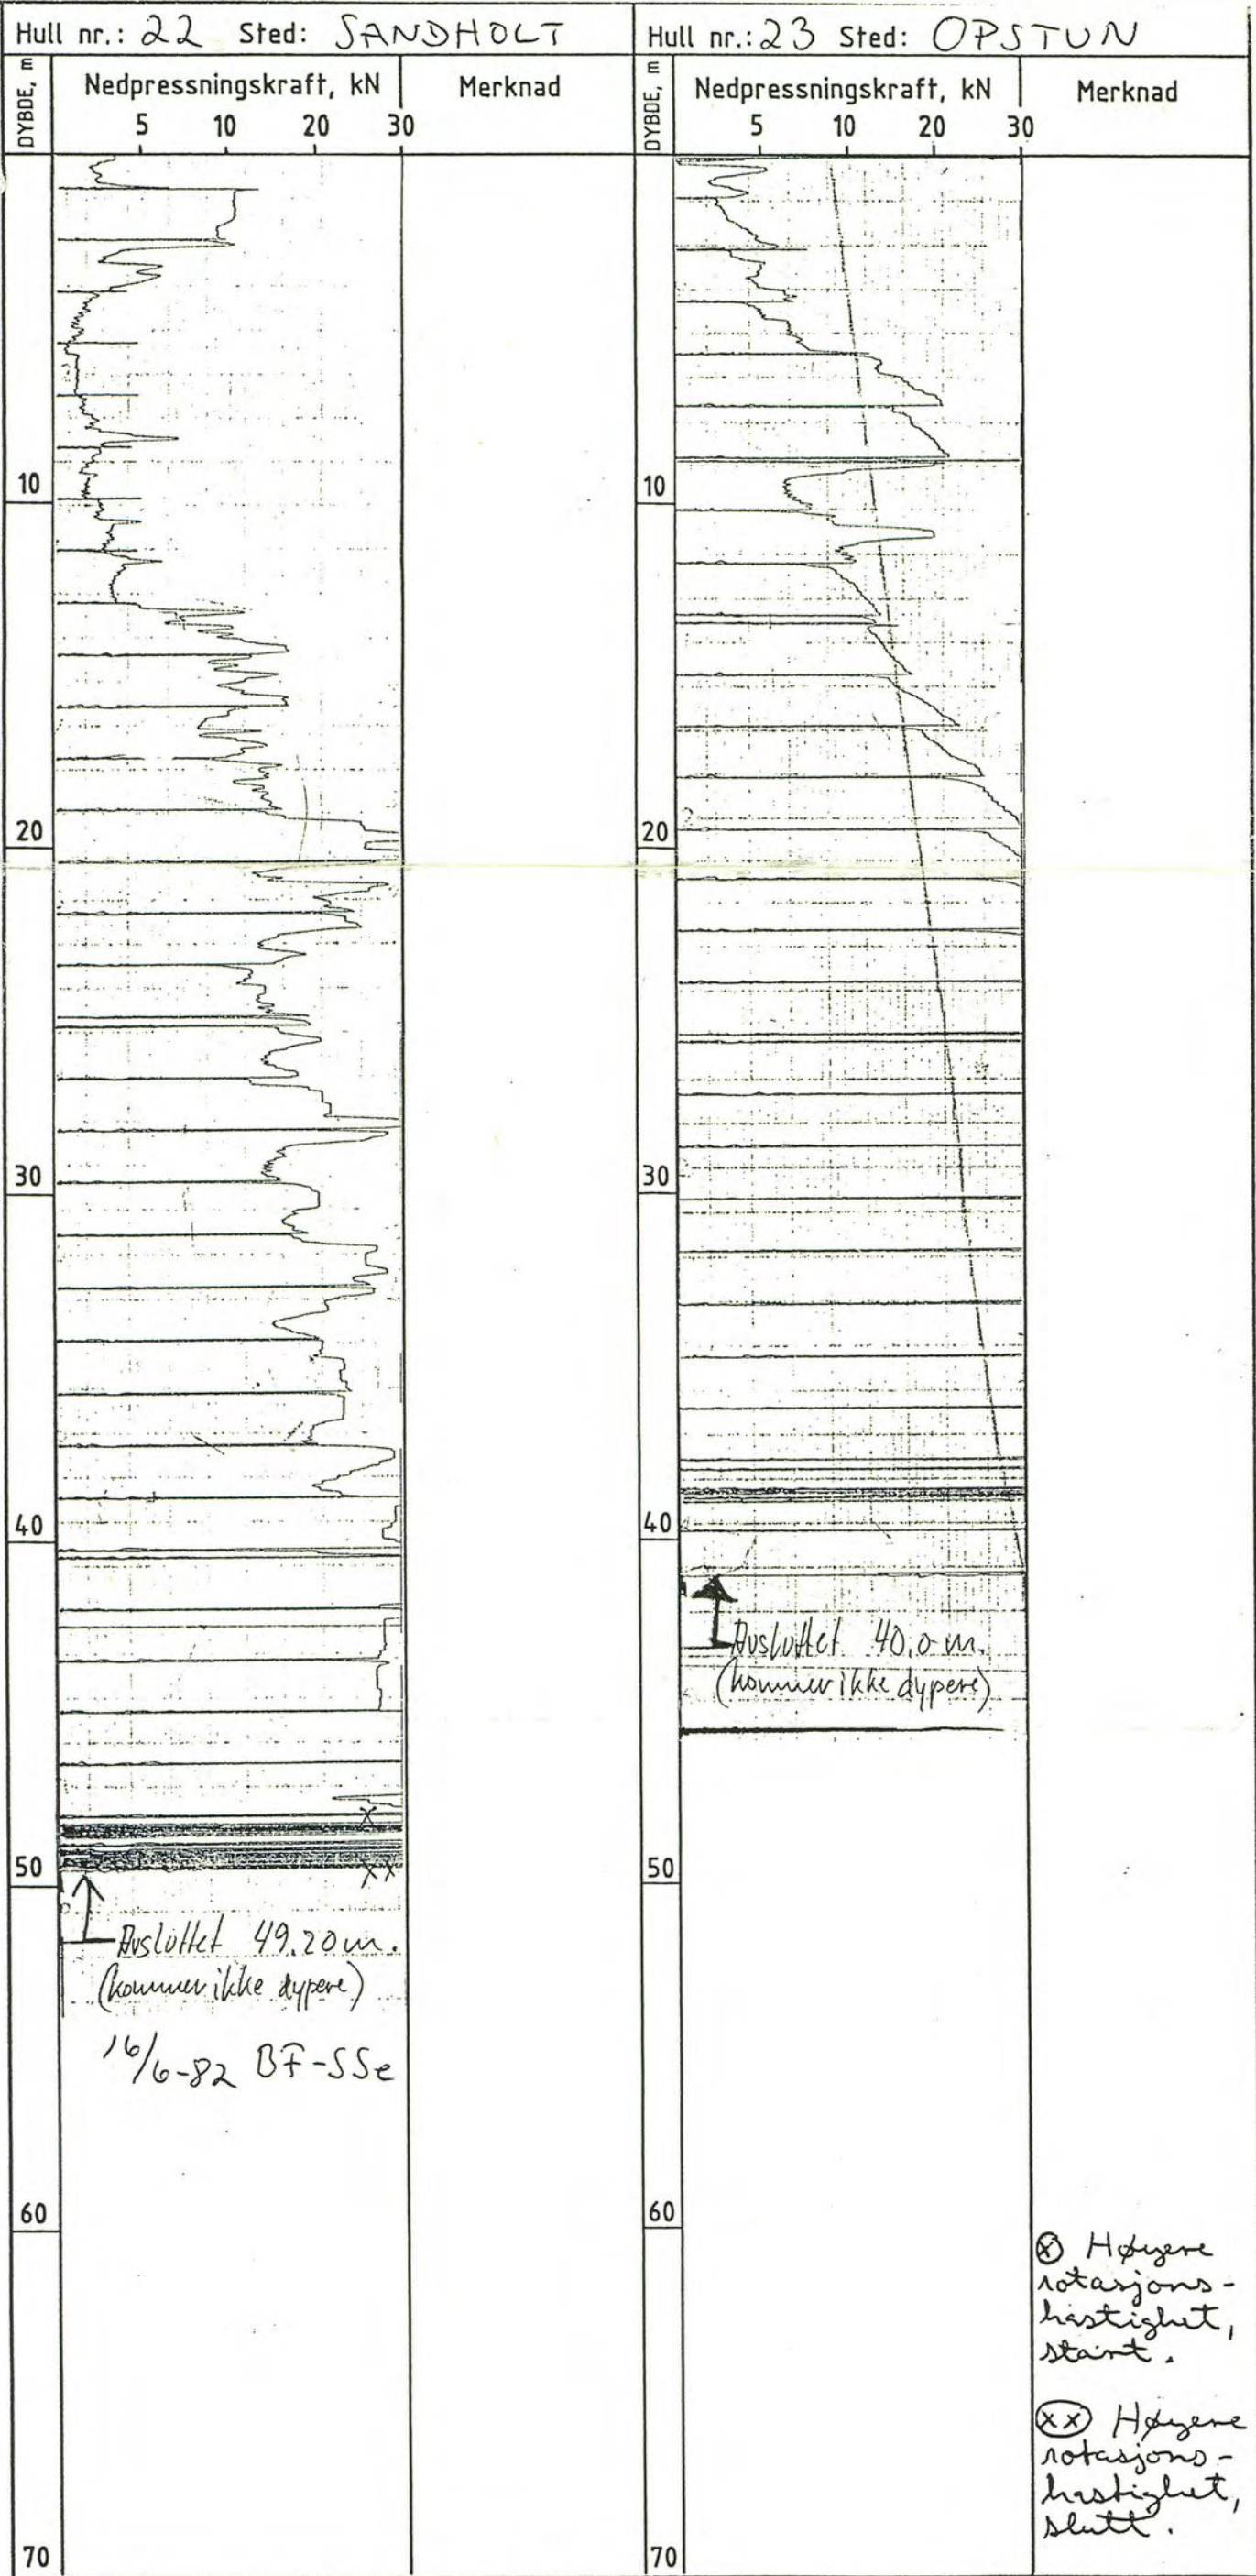 Hull nr.: 22 Sted: SANDHOLT
DYBDE, m
Nedpressningskraft, kN
Merknad
5 10 20 30
10
20
30
40
50
60
70
X
XX
Avsluttet 49.20 m.
(kommer ikke dypere)
16/6-82 BF-SSe
Hull nr.: 23 Sted: OPSTUN
DYBDE, m
Nedpressningskraft, kN
Merknad
5 10 20 30
10
20
30
40
50
60
70
Avsluttet 40.0 m.
(kommer ikke dypere)
ⓧ Høyere
rotasjons-
hastighet,
start.
(xx) Høyere
rotasjons-
hastighet,
slutt.